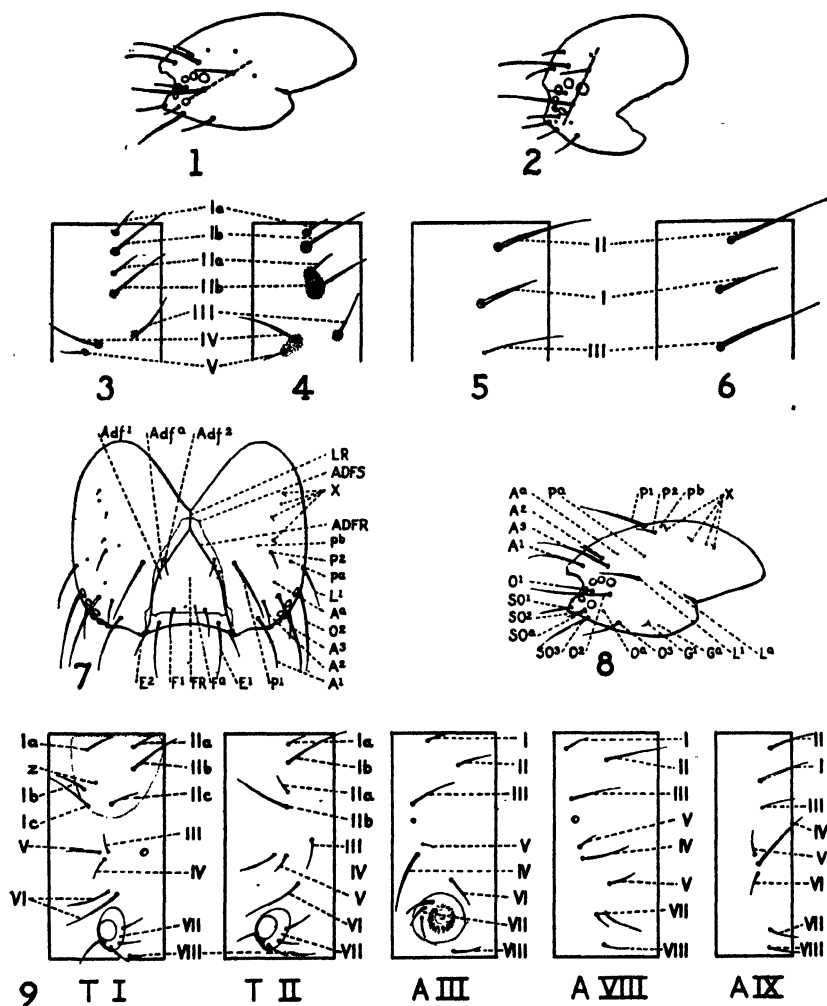 1
2
Ia
Ib
IIa
IIb
III
IV
V
3
4
II
I
III
5
6
Adf1 Adfa Adf2
LR
ADFS
X
ADFR
Pb
P2
Pa
L1
Aa
O2
A3
A2
A1
7
E2 F1 FR Fa E1 P1
Aa Pa P1 P2 Pb X
A2
A3
A1
O1
SO1
SO2
SOa
SO3 O2 Oa O3 G1 Ga L1 La
8
Ia
z
Ib
Ic
V
VI
IIa
IIb
IIc
III
IV
VII
VIII
Ia
Ib
IIa
IIb
III
IV
V
VI
VII
I
II
III
V
IV
VI
VII
VIII
I
II
III
V
IV
V
VII
VIII
II
I
III
IV
V
VI
VII
VIII
9 T I T II A III A VIII A IX